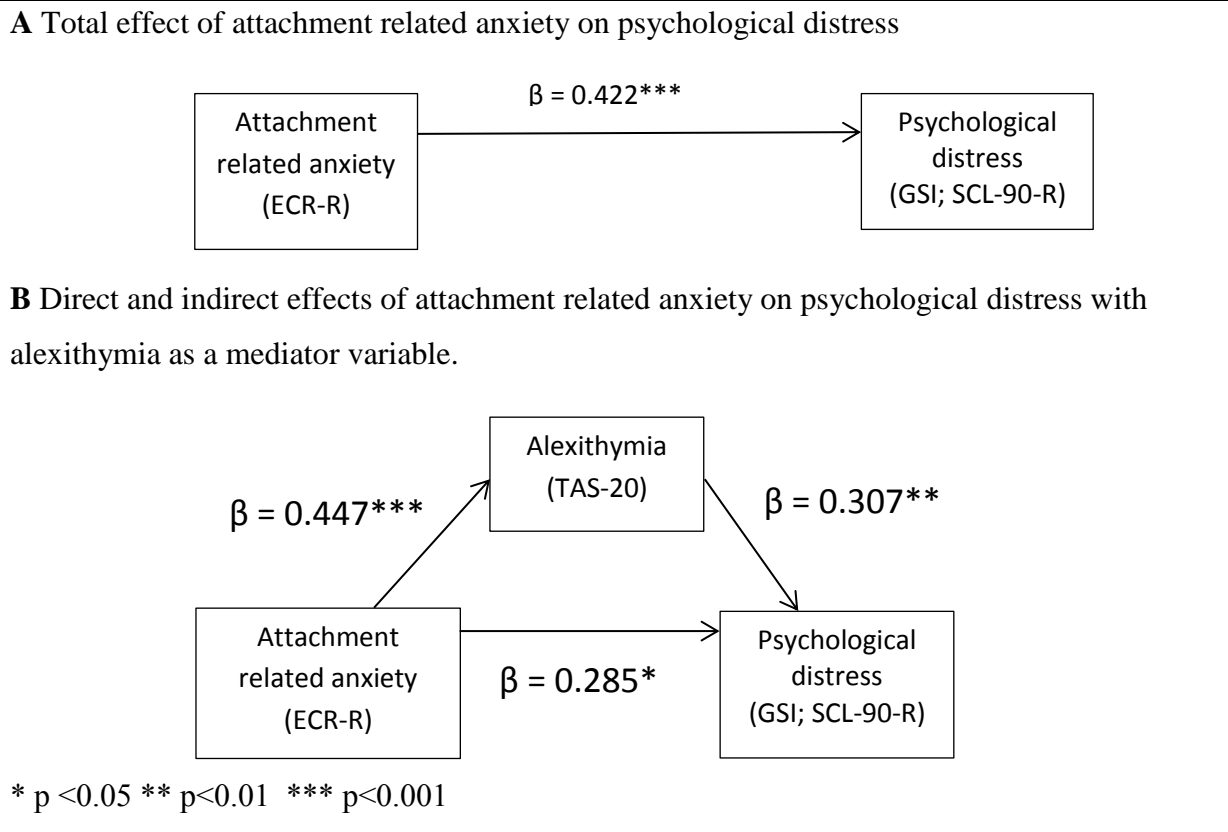 A Total effect of attachment related anxiety on psychological distress
β = 0.422***
Attachment
related anxiety
(ECR-R)
Psychological
distress
(GSI; SCL-90-R)
B Direct and indirect effects of attachment related anxiety on psychological distress with
alexithymia as a mediator variable.
Alexithymia
(TAS-20)
β = 0.447***
β = 0.307**
Attachment
related anxiety
(ECR-R)
β = 0.285*
Psychological
distress
(GSI; SCL-90-R)
* p <0.05 ** p<0.01 *** p<0.001